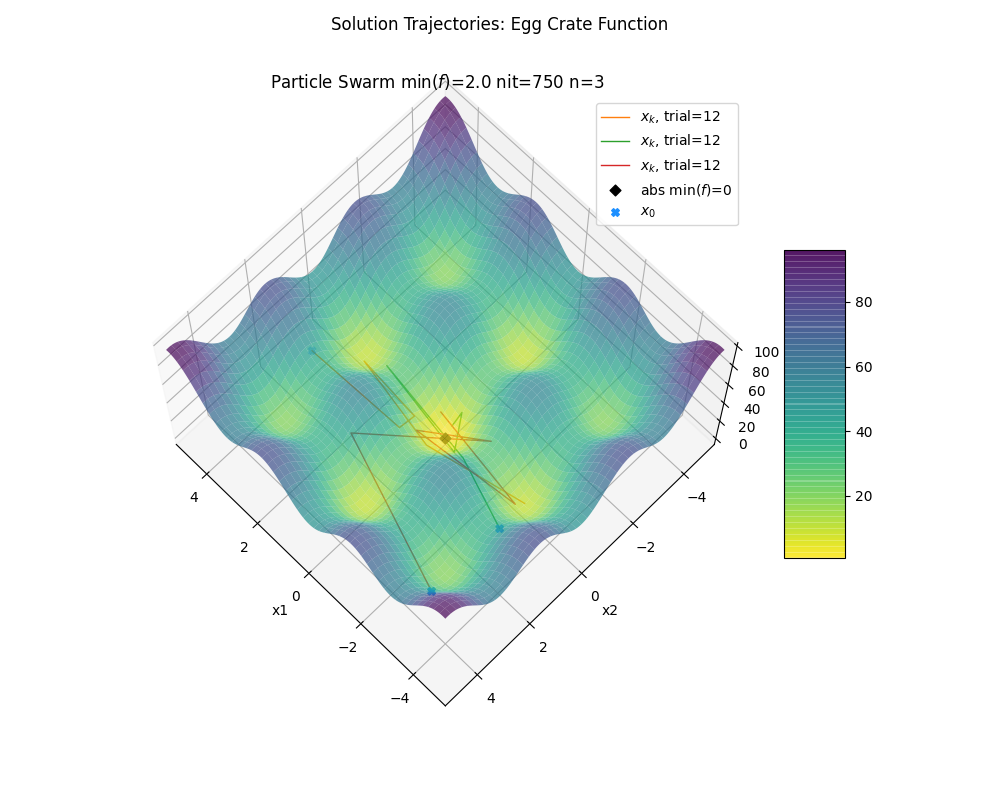 Solution Trajectories: Egg Crate Function
Particle Swarm min(f)=2.0 nit=750 n=3
x_k, trial=12
x_k, trial=12
x_k, trial=12
abs min(f)=0
x_0
80
60
40
20
100
80
60
40
20
0
4
2
0
−2
−4
x1
−4
−2
0
2
4
x2